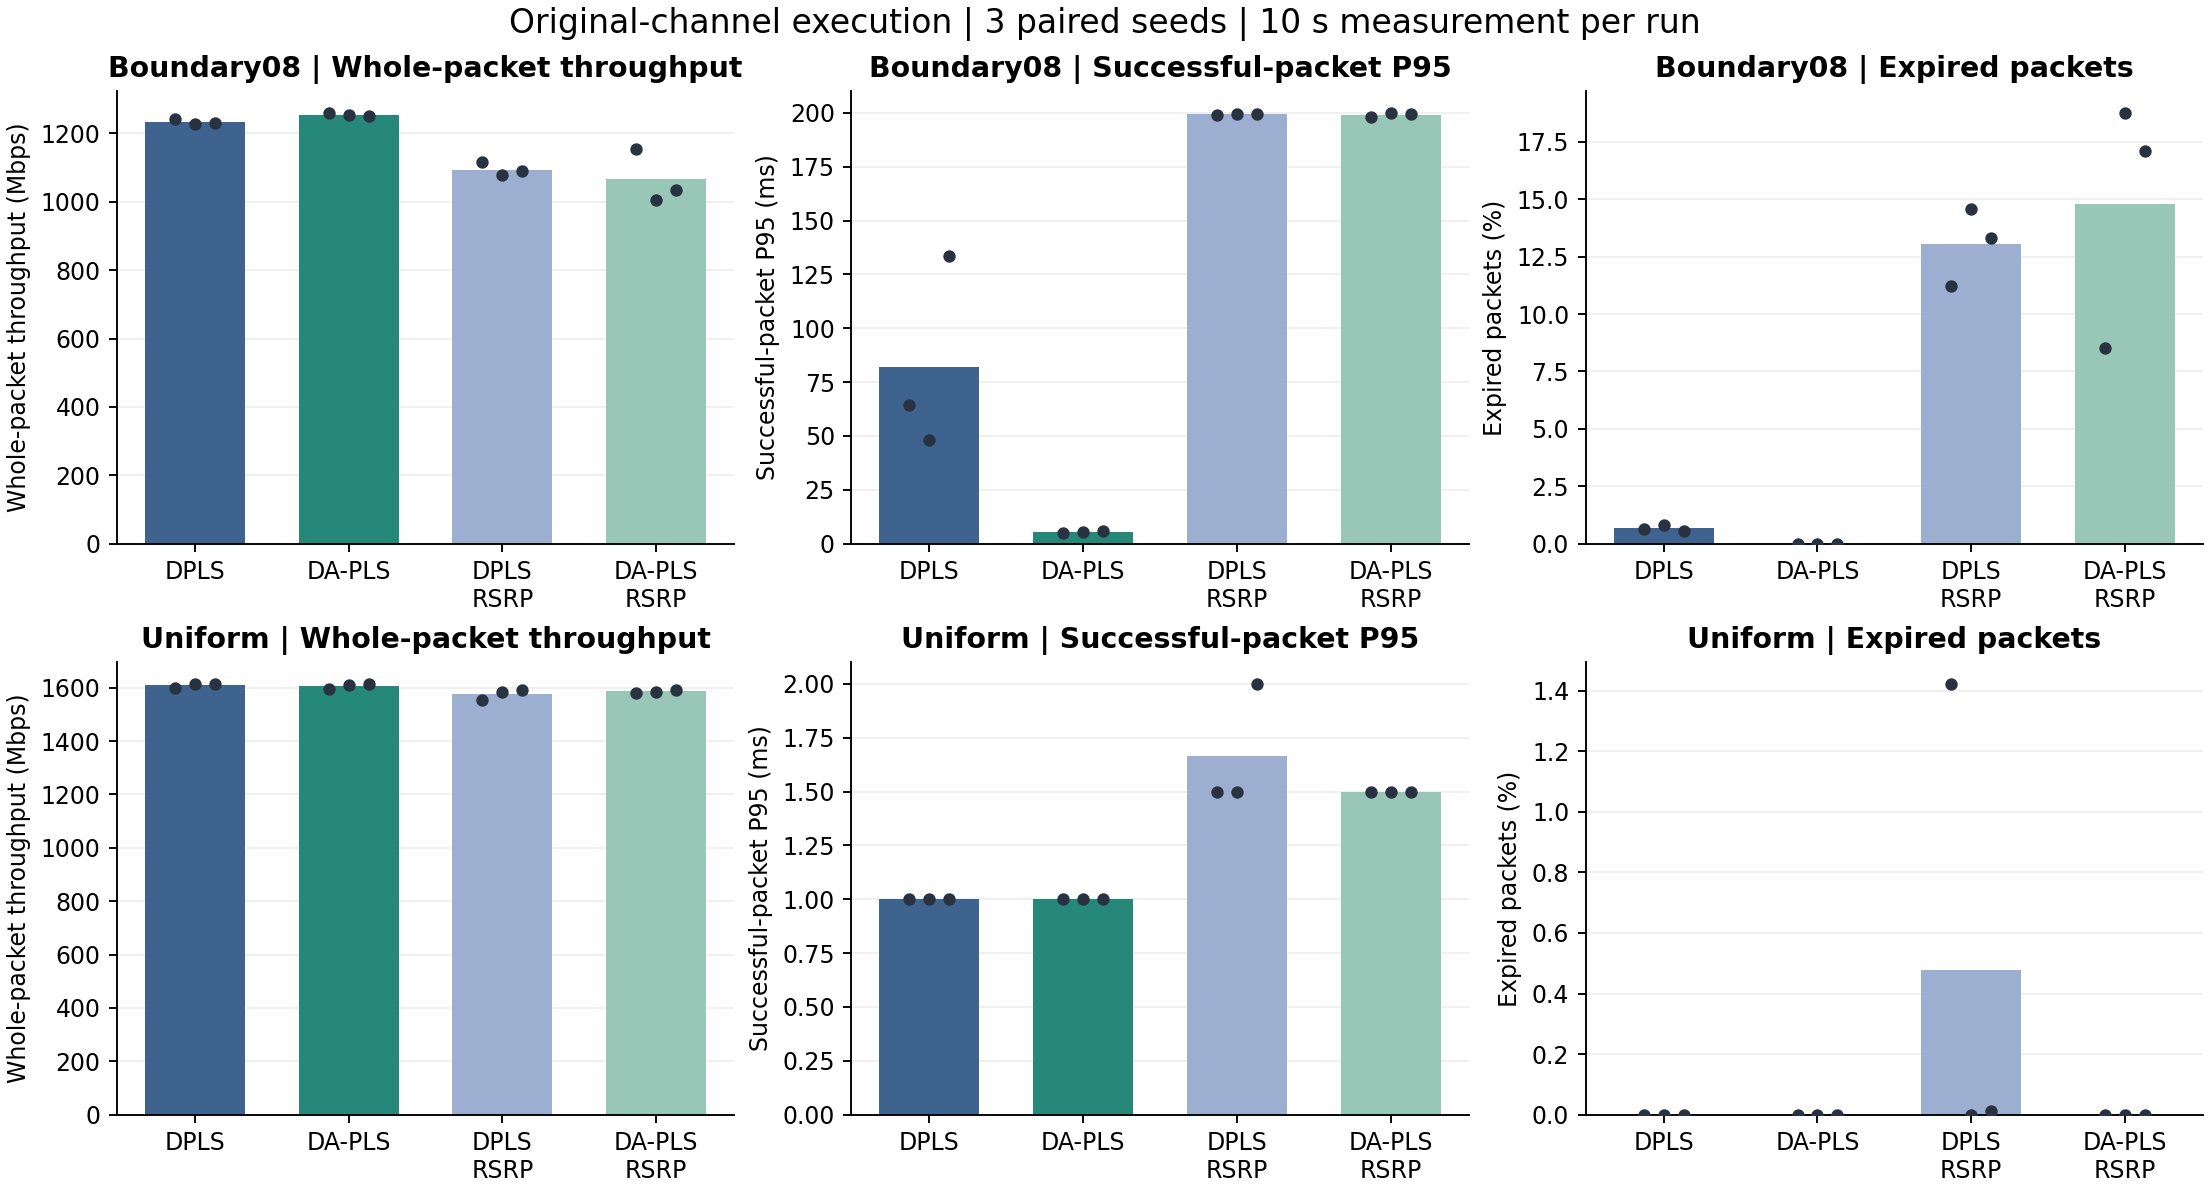 Original-channel execution | 3 paired seeds | 10 s measurement per run
Boundary08 | Whole-packet throughput
Whole-packet throughput (Mbps)
1200
1000
800
600
400
200
0
DPLS
DA-PLS
DPLS
RSRP
DA-PLS
RSRP
Boundary08 | Successful-packet P95
Successful-packet P95 (ms)
200
175
150
125
100
75
50
25
0
DPLS
DA-PLS
DPLS
RSRP
DA-PLS
RSRP
Boundary08 | Expired packets
Expired packets (%)
17.5
15.0
12.5
10.0
7.5
5.0
2.5
0.0
DPLS
DA-PLS
DPLS
RSRP
DA-PLS
RSRP
Uniform | Whole-packet throughput
Whole-packet throughput (Mbps)
1600
1400
1200
1000
800
600
400
200
0
DPLS
DA-PLS
DPLS
RSRP
DA-PLS
RSRP
Uniform | Successful-packet P95
Successful-packet P95 (ms)
2.00
1.75
1.50
1.25
1.00
0.75
0.50
0.25
0.00
DPLS
DA-PLS
DPLS
RSRP
DA-PLS
RSRP
Uniform | Expired packets
Expired packets (%)
1.4
1.2
1.0
0.8
0.6
0.4
0.2
0.0
DPLS
DA-PLS
DPLS
RSRP
DA-PLS
RSRP